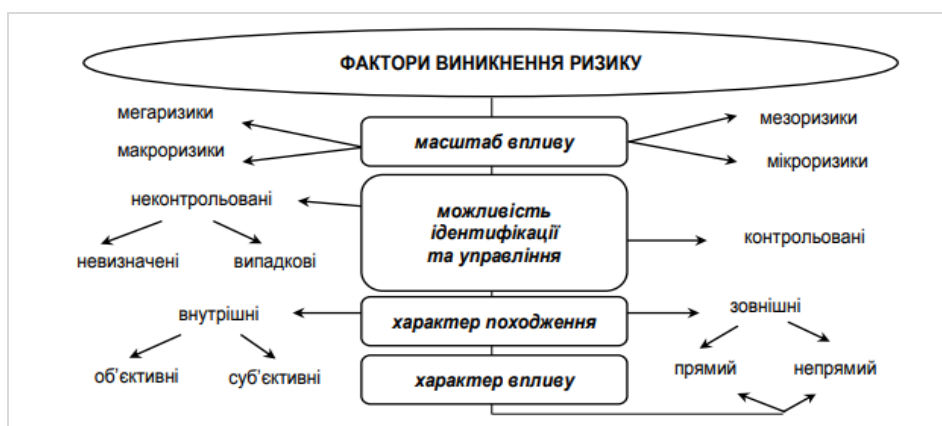 ФАКТОРИ ВИНИКНЕННЯ РИЗИКУ
мегаризики
макроризики
масштаб впливу
мезоризики
мікроризики
неконтрольовані
невизначені
випадкові
можливість
ідентифікації
та управління
контрольовані
внутрішні
об’єктивні
суб’єктивні
характер походження
зовнішні
прямий
непрямий
характер впливу